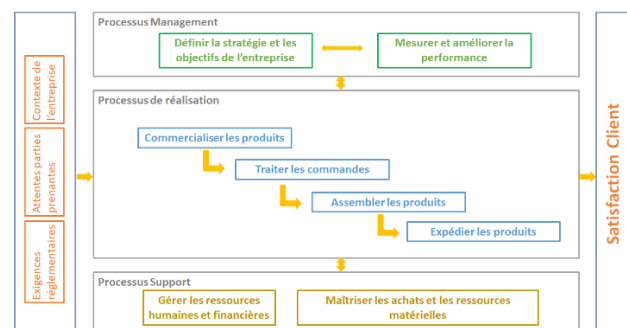 Contexte de
l'entreprise
Attentes parties
prenantes
Exigences
réglementaires
Processus Management
Définir la stratégie et les
objectifs de l'entreprise
Mesurer et améliorer la
performance
Processus de réalisation
Commercialiser les produits
Traiter les commandes
Assembler les produits
Expédier les produits
Processus Support
Gérer les ressources
humaines et financières
Maîtriser les achats et les ressources
matérielles
Satisfaction Client